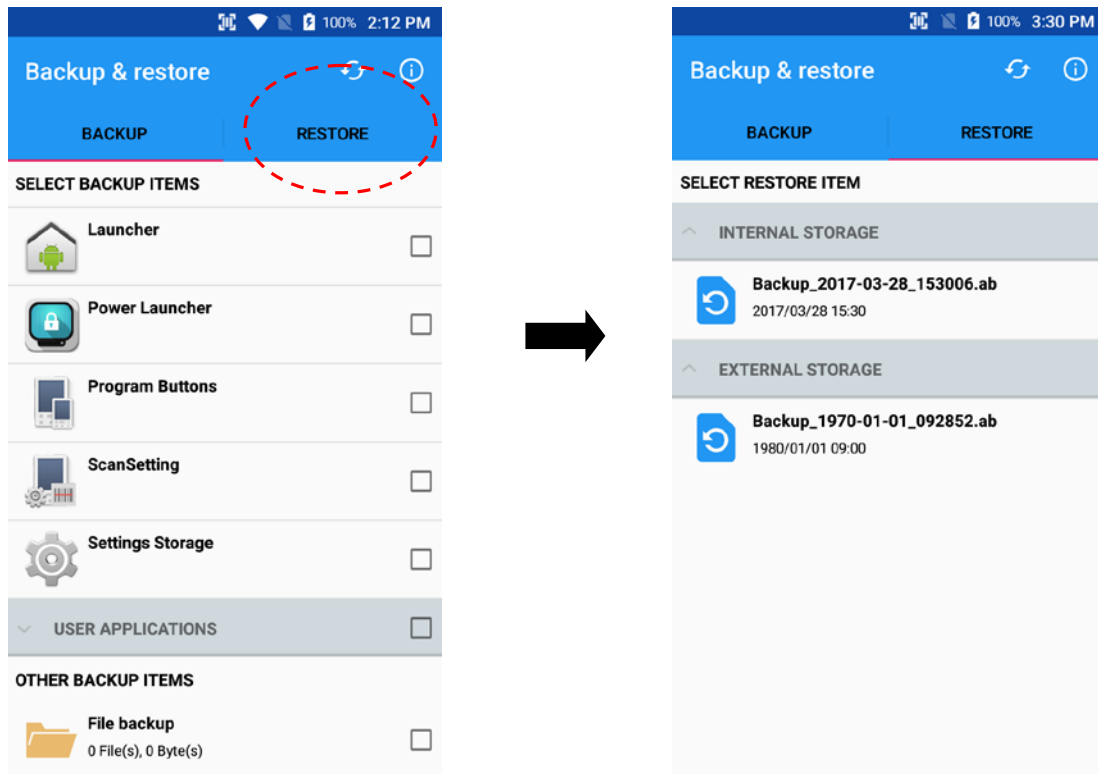 100% 2:12 PM
Backup & restore
BACKUP RESTORE
SELECT BACKUP ITEMS
Launcher
Power Launcher
Program Buttons
ScanSetting
Settings Storage
USER APPLICATIONS
OTHER BACKUP ITEMS
File backup
0 File(s), 0 Byte(s)
100% 3:30 PM
Backup & restore
BACKUP RESTORE
SELECT RESTORE ITEM
INTERNAL STORAGE
Backup_2017-03-28_153006.ab
2017/03/28 15:30
EXTERNAL STORAGE
Backup_1970-01-01_092852.ab
1980/01/01 09:00